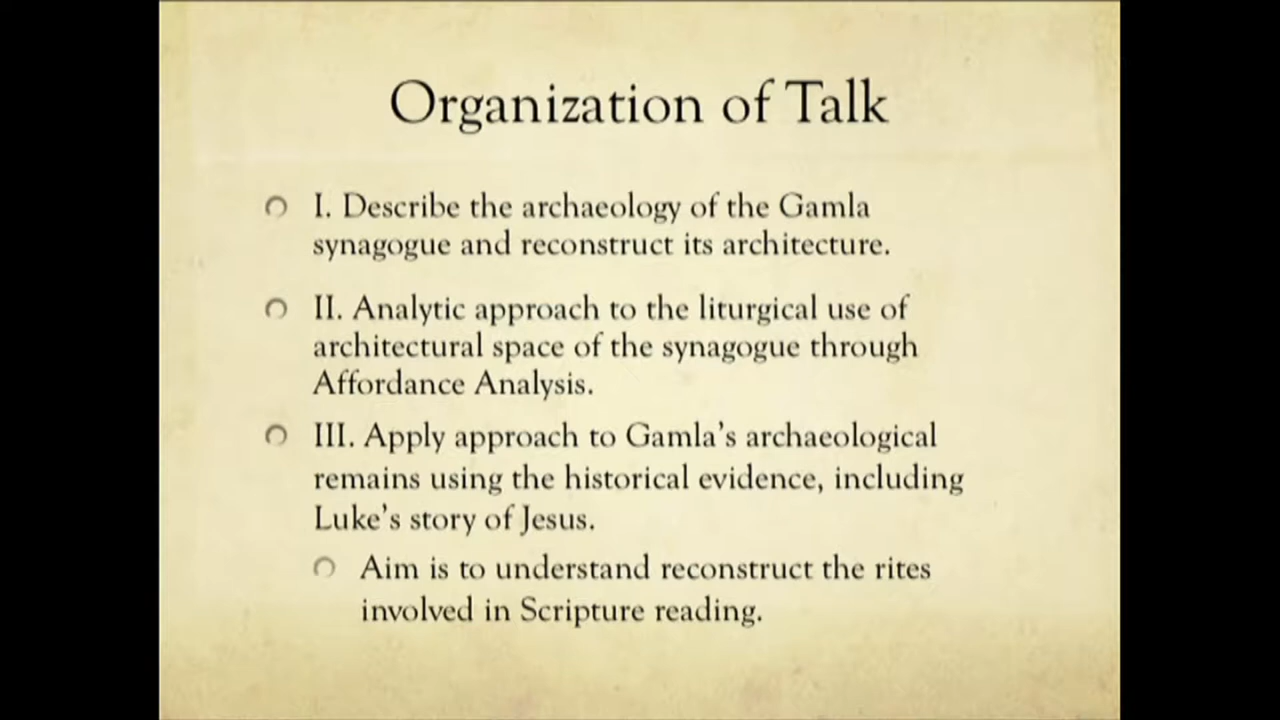 Organization of Talk
I. Describe the archaeology of the Gamla
synagogue and reconstruct its architecture.
II. Analytic approach to the liturgical use of
architectural space of the synagogue through
Affordance Analysis.
III. Apply approach to Gamla's archaeological
remains using the historical evidence, including
Luke's story of Jesus.
Aim is to understand reconstruct the rites
involved in Scripture reading.